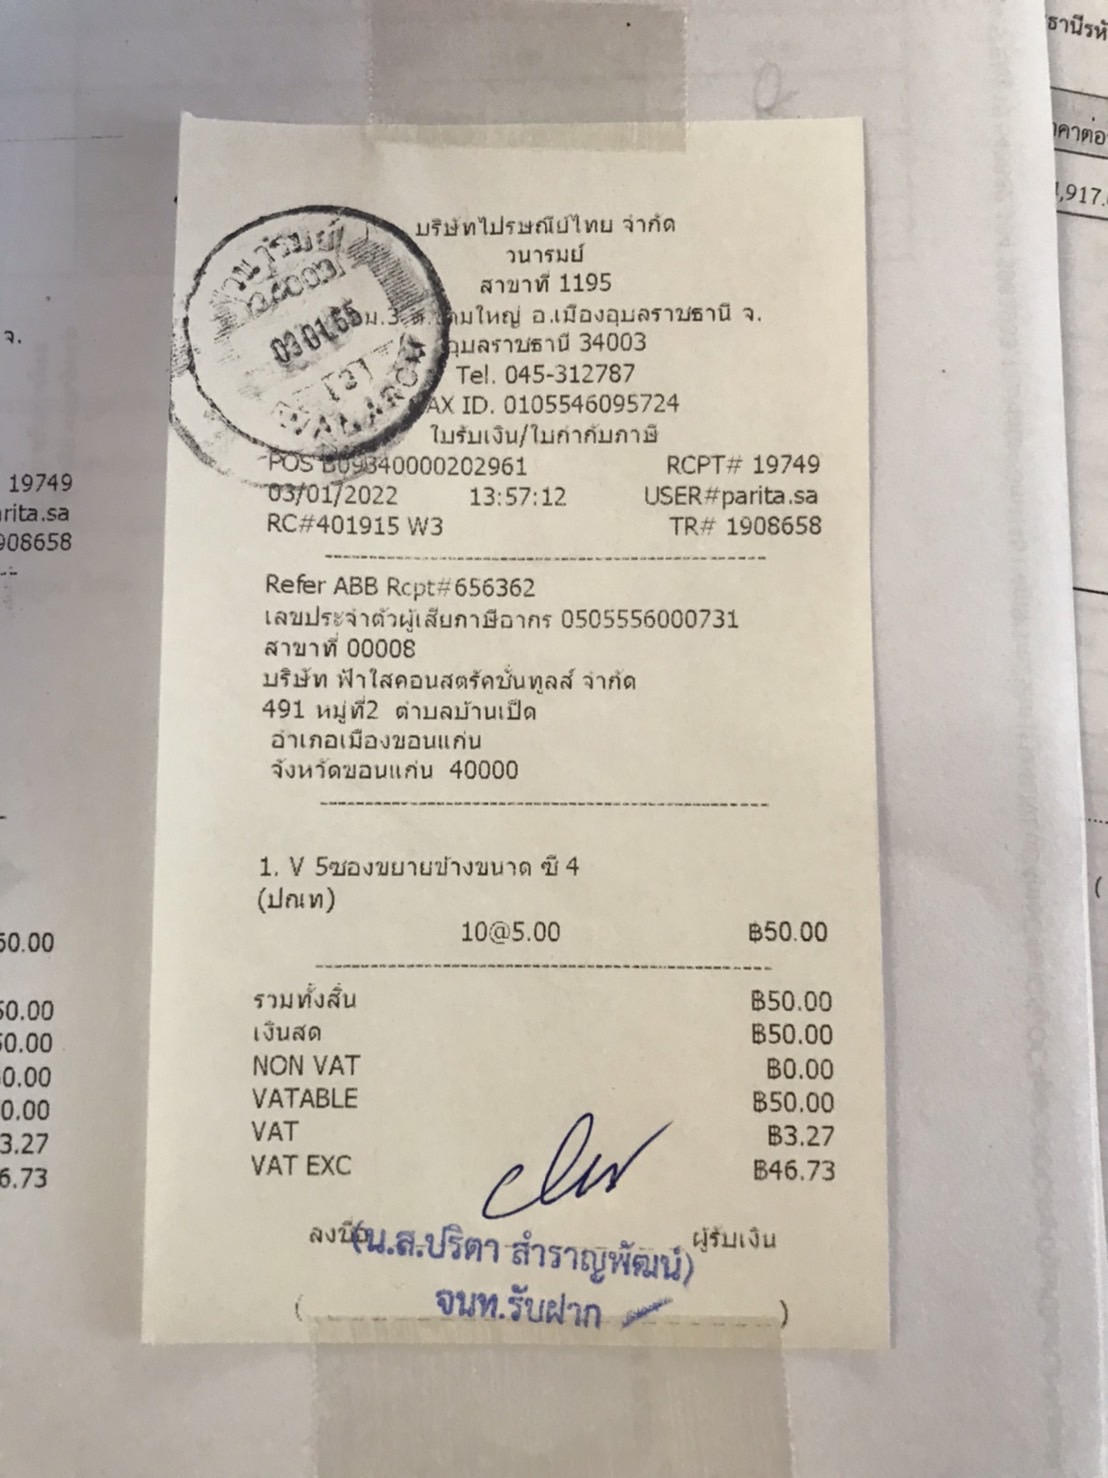 บริษัทไปรษณีย์ไทย จำกัด
วนารมย์
สาขาที่ 1195
ม.3 ต.ขามใหญ่ อ.เมืองอุบลราชธานี จ.
อุบลราชธานี 34003
Tel. 045-312787
TAX ID. 0105546095724
ใบรับเงิน/ใบกำกับภาษี
POS B09340000202961 RCPT# 19749
03/01/2022 13:57:12 USER#parita.sa
RC#401915 W3 TR# 1908658
Refer ABB Rcpt#656362
เลขประจำตัวผู้เสียภาษีอากร 0505556000731
สาขาที่ 00008
บริษัท ฟ้าใสคอนสตรัคชั่นทูลส์ จำกัด
491 หมู่ที่2 ตำบลบ้านเป็ด
อำเภอเมืองขอนแก่น
จังหวัดขอนแก่น 40000
1. V 5ซองขยายข้างขนาด ซี 4
(ปณท)
10@5.00 ฿50.00
รวมทั้งสิ้น ฿50.00
เงินสด ฿50.00
NON VAT ฿0.00
VATABLE ฿50.00
VAT ฿3.27
VAT EXC ฿46.73
ลงชื่อ ผู้รับเงิน
(น.ส.ปริตา สำราญพัฒน์)
จนท.รับฝาก
( )
วนารมย์
34003
03 01 65
(3)
จ.
19749
rita.sa
908658
50.00
50.00
50.00
0.00
0.00
3.27
6.73
ธานีรหั
าคาต่อ
,917.
(